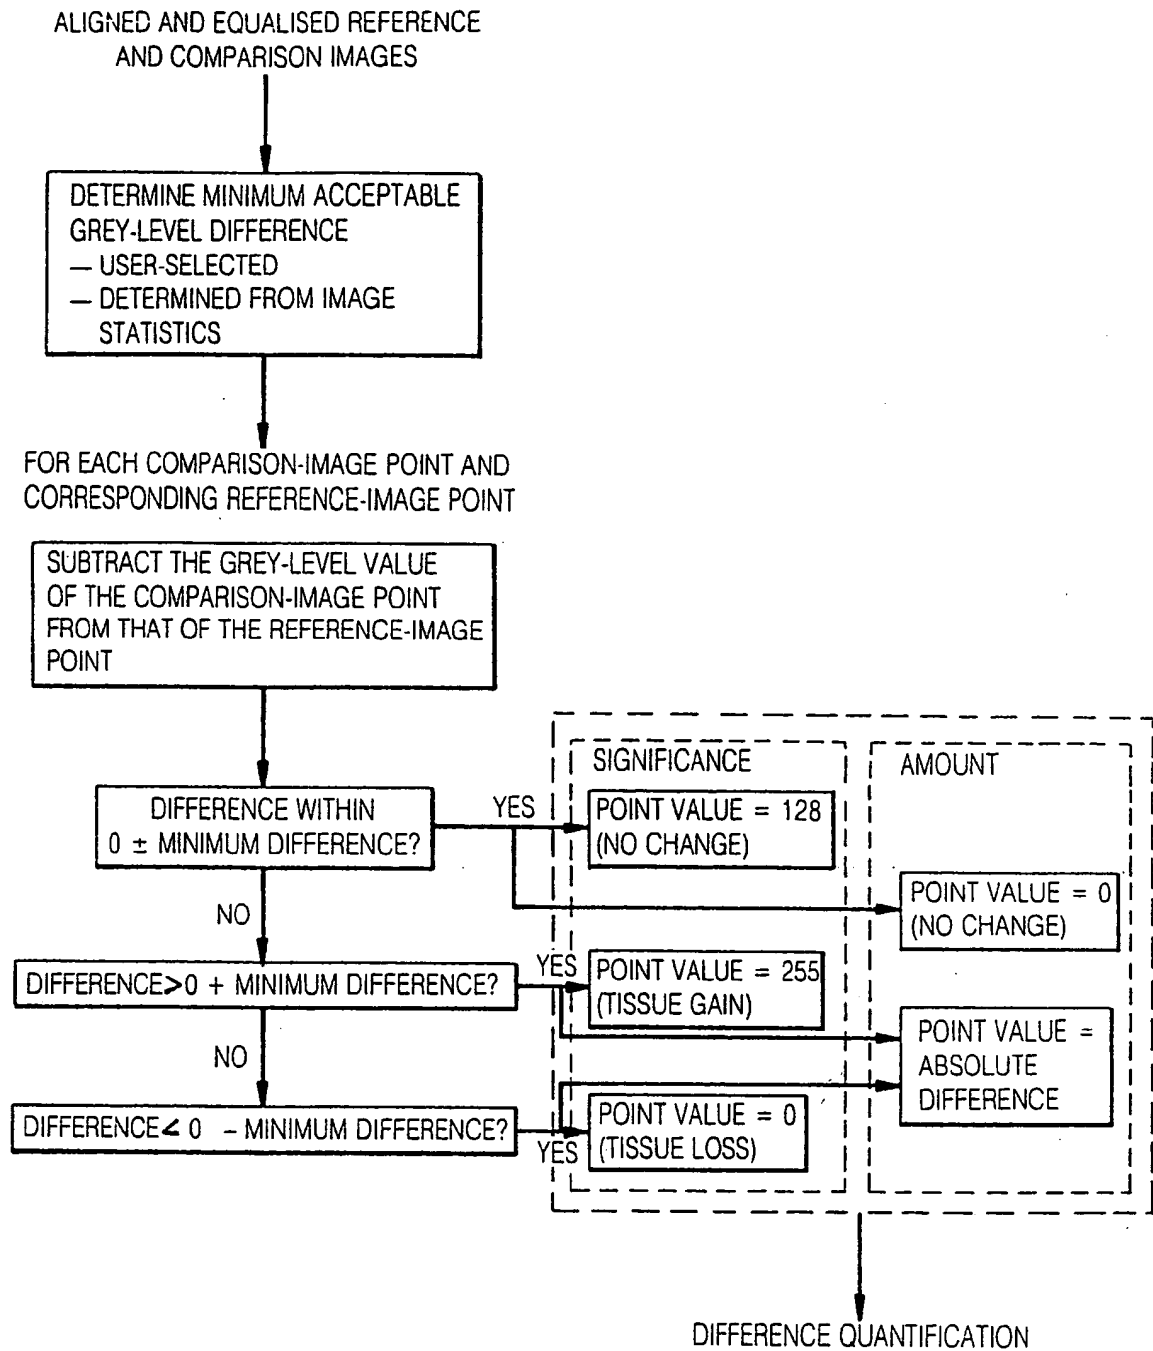 ALIGNED AND EQUALISED REFERENCE
AND COMPARISON IMAGES
DETERMINE MINIMUM ACCEPTABLE
GREY-LEVEL DIFFERENCE
— USER-SELECTED
— DETERMINED FROM IMAGE
STATISTICS
FOR EACH COMPARISON-IMAGE POINT AND
CORRESPONDING REFERENCE-IMAGE POINT
SUBTRACT THE GREY-LEVEL VALUE
OF THE COMPARISON-IMAGE POINT
FROM THAT OF THE REFERENCE-IMAGE
POINT
DIFFERENCE WITHIN
0 ± MINIMUM DIFFERENCE?
YES
NO
DIFFERENCE>0 + MINIMUM DIFFERENCE?
YES
NO
DIFFERENCE< 0 - MINIMUM DIFFERENCE?
YES
SIGNIFICANCE
POINT VALUE = 128
(NO CHANGE)
POINT VALUE = 255
(TISSUE GAIN)
POINT VALUE = 0
(TISSUE LOSS)
AMOUNT
POINT VALUE = 0
(NO CHANGE)
POINT VALUE =
ABSOLUTE
DIFFERENCE
DIFFERENCE QUANTIFICATION